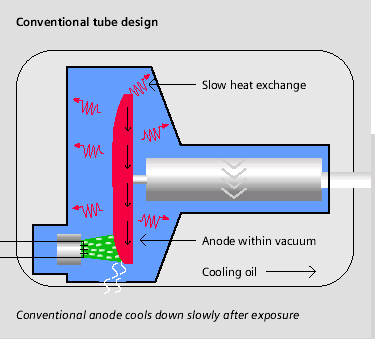 Conventional tube design
Slow heat exchange
Anode within vacuum
Cooling oil
Conventional anode cools down slowly after exposure